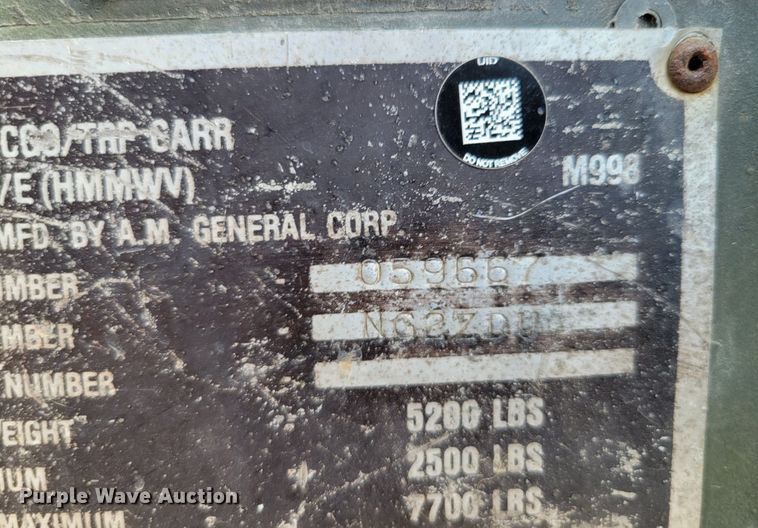 UID
DO NOT REMOVE
CGO/TRP CARR
/E (HMMWV) M998
MFD. BY A.M. GENERAL CORP.
UMBER 059667
MBER
NUMBER
EIGHT 5200 LBS
UM 2500 LBS
MAXIMUM 7700 LBS
Purple Wave Auction